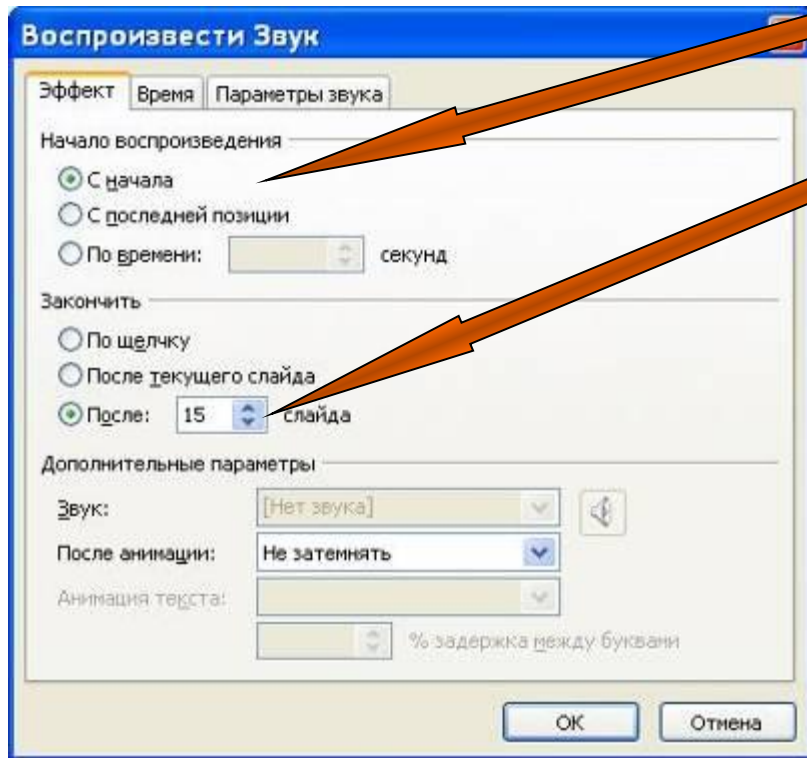 Воспроизвести Звук
Эффект Время Параметры звука
Начало воспроизведения
С начала
С последней позиции
По времени: секунд
Закончить
По щелчку
После текущего слайда
После: 15 слайда
Дополнительные параметры
Звук: [Нет звука]
После анимации: Не затемнять
Анимация текста:
% задержка между буквами
ОК Отмена